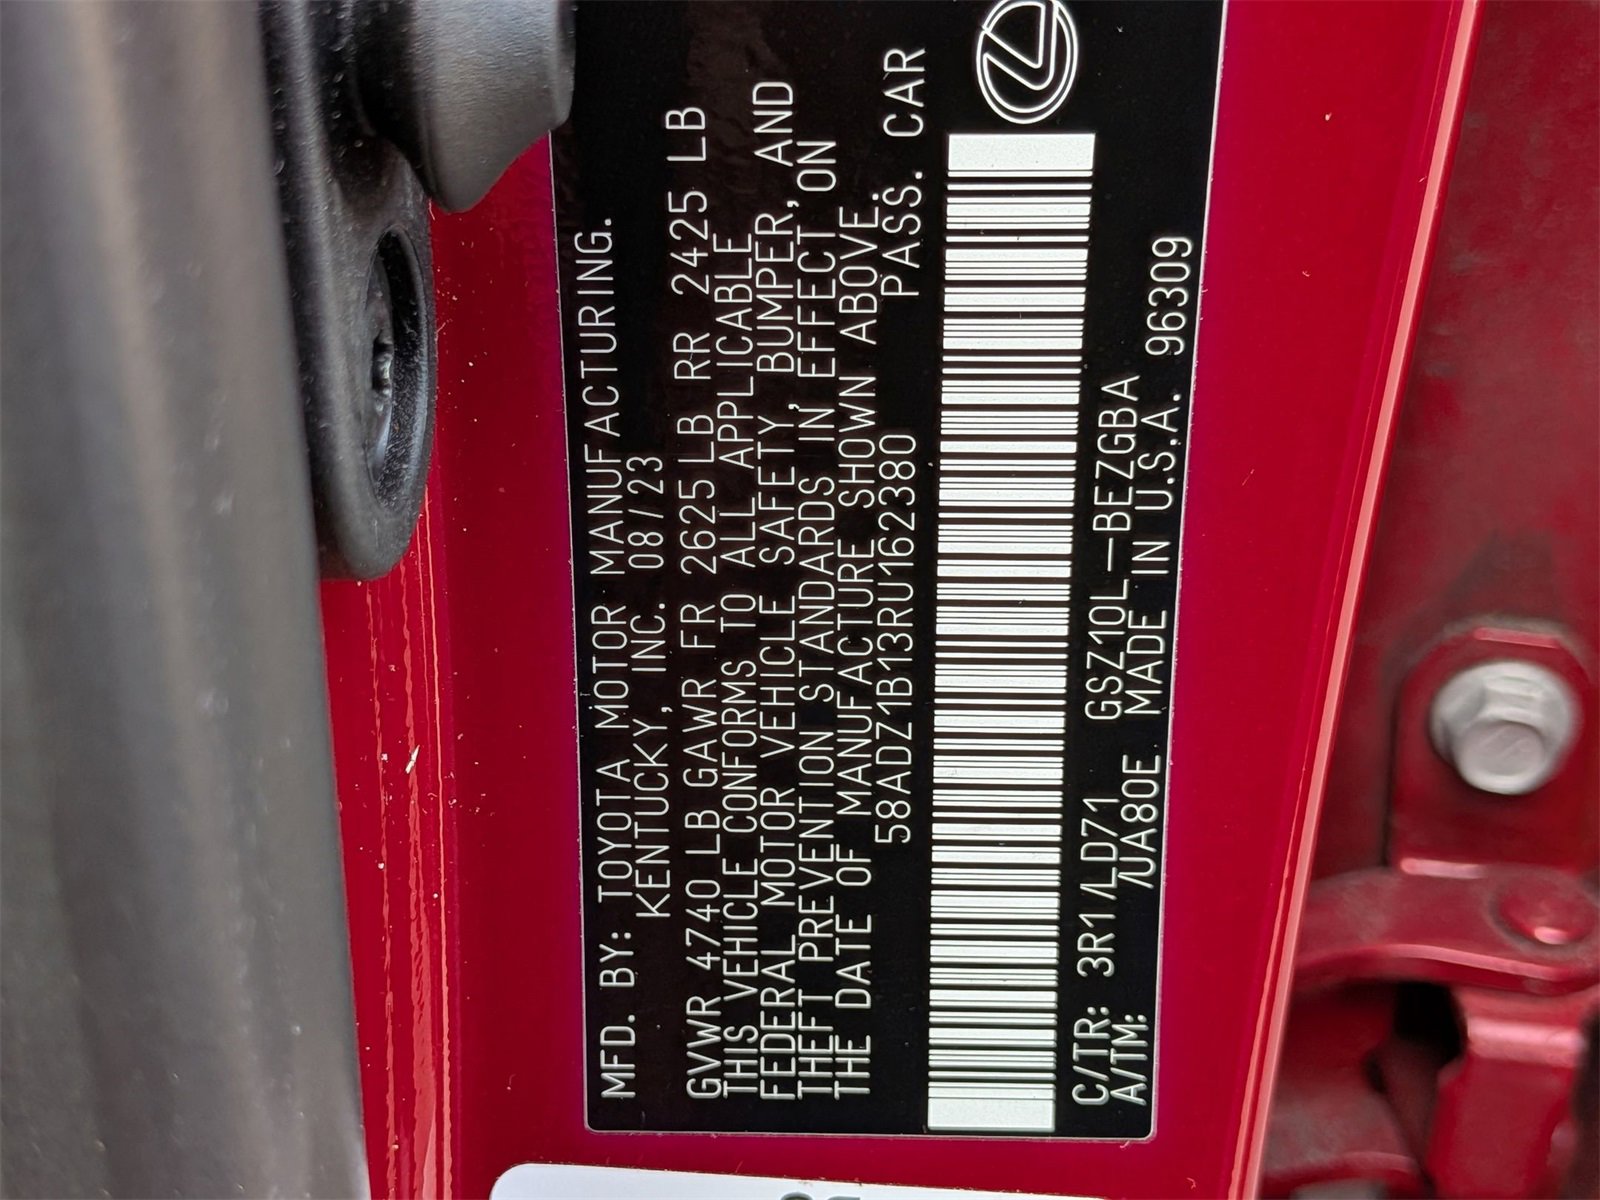 MFD. BY: TOYOTA MOTOR MANUFACTURING.
KENTUCKY, INC. 08/23
GVWR 4740 LB GAWR FR 2625LB RR 2425 LB
THIS VEHICLE CONFORMS TO ALL APPLICABLE
FEDERAL MOTOR VEHICLE SAFETY, BUMPER, AND
THEFT PREVENTION STANDARDS IN EFFECT ON
THE DATE OF MANUFACTURE SHOWN ABOVE.
58ADZ1B13RU162380 PASS. CAR
C/TR: 3R1/LD71 GSZ10L-BEZGBA
A/TM: /UA80E MADE IN U.S.A. 96309